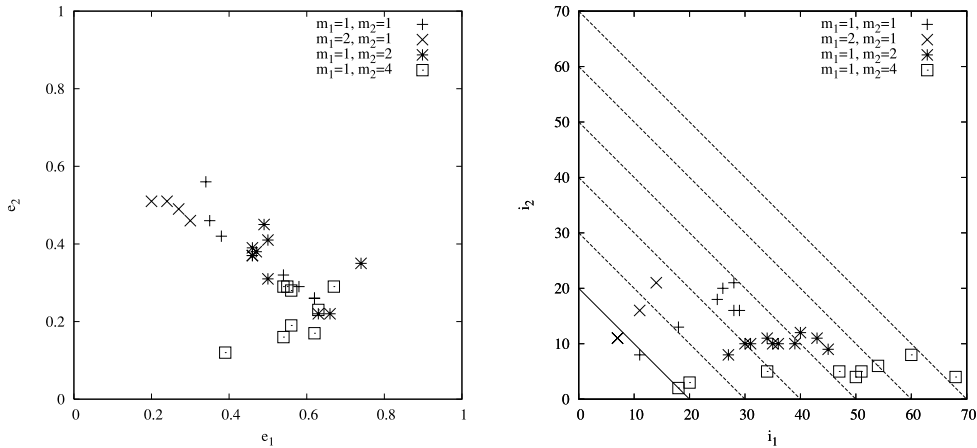 1
0.8
0.6
0.4
0.2
0
0 0.2 0.4 0.6 0.8 1
e₂
e₁
m₁=1, m₂=1
m₁=2, m₂=1
m₁=1, m₂=2
m₁=1, m₂=4
70
60
50
40
30
20
10
0
0 10 20 30 40 50 60 70
i₂
i₁
m₁=1, m₂=1
m₁=2, m₂=1
m₁=1, m₂=2
m₁=1, m₂=4